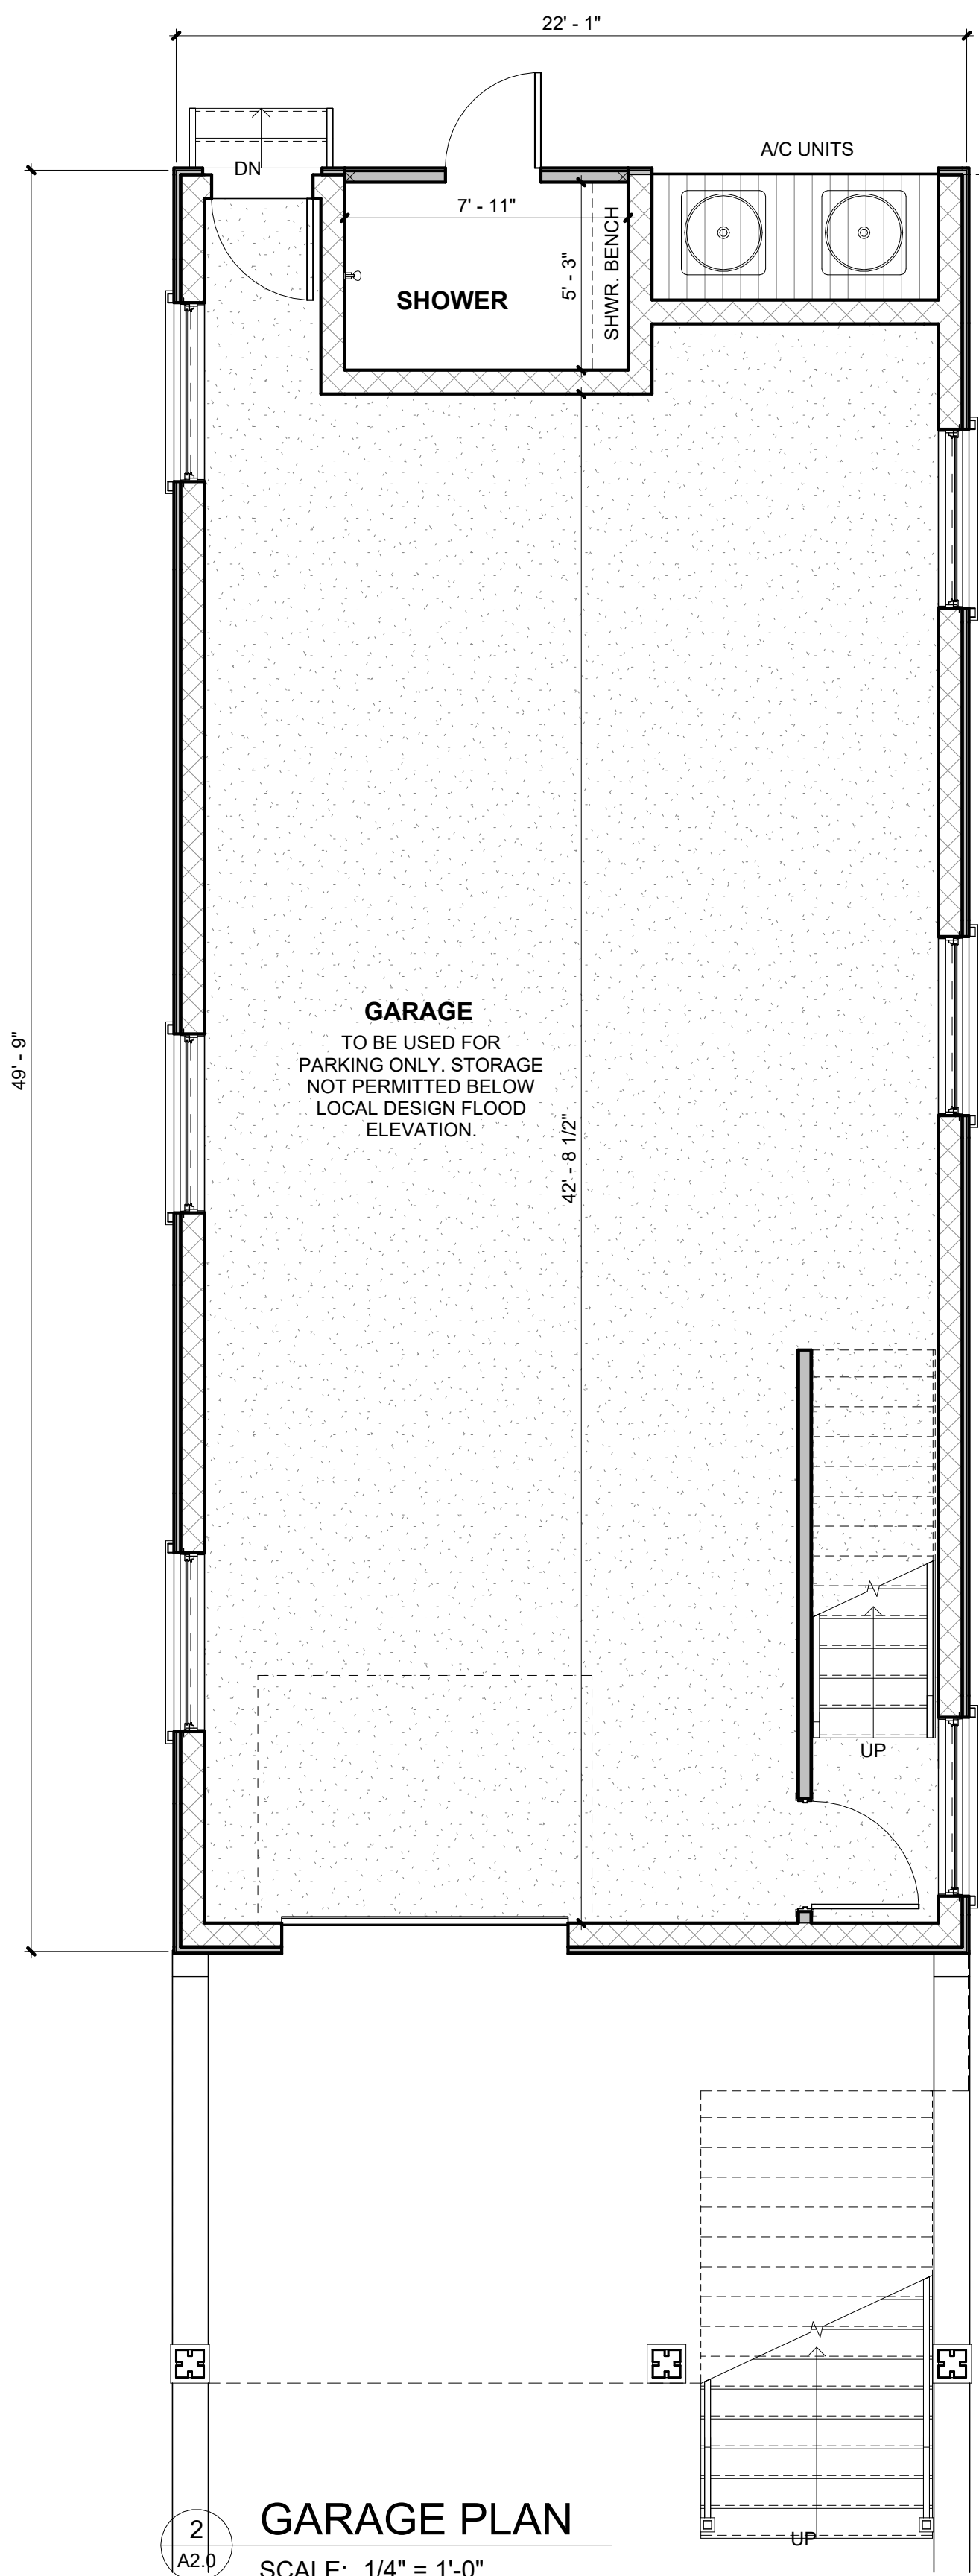 22' - 1"
A/C UNITS
DN
7' - 11"
SHOWER
5' - 3"
SHWR. BENCH
49' - 9"
GARAGE
TO BE USED FOR
PARKING ONLY. STORAGE
NOT PERMITTED BELOW
LOCAL DESIGN FLOOD
ELEVATION.
42' - 8 1/2"
UP
UP
2
A2.0
GARAGE PLAN
SCALE: 1/4" = 1'-0"